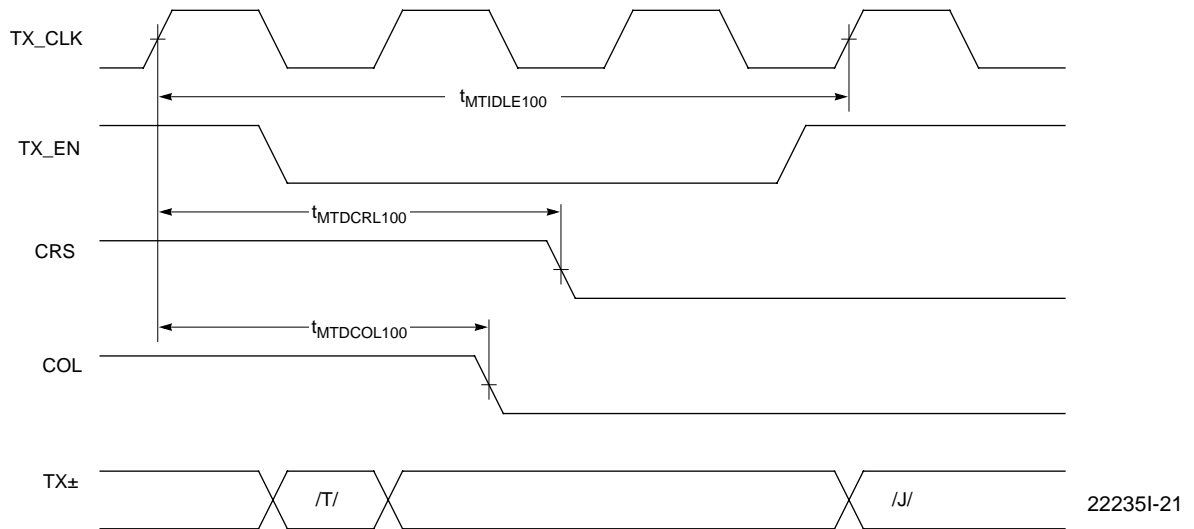 TX_CLK
tMTIDLE100
TX_EN
tMTDCRL100
CRS
tMTDCOL100
COL
TX±
/T/
/J/
22235I-21